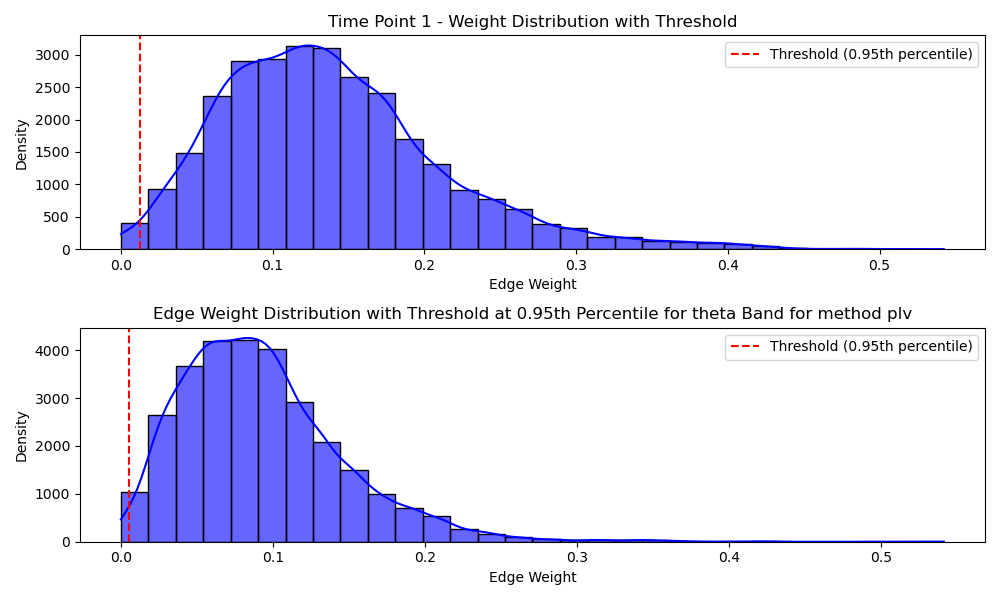 Time Point 1 - Weight Distribution with Threshold
Threshold (0.95th percentile)
Density
3000
2500
2000
1500
1000
500
0
0.0 0.1 0.2 0.3 0.4 0.5
Edge Weight
Edge Weight Distribution with Threshold at 0.95th Percentile for theta Band for method plv
Threshold (0.95th percentile)
Density
4000
3000
2000
1000
0
0.0 0.1 0.2 0.3 0.4 0.5
Edge Weight